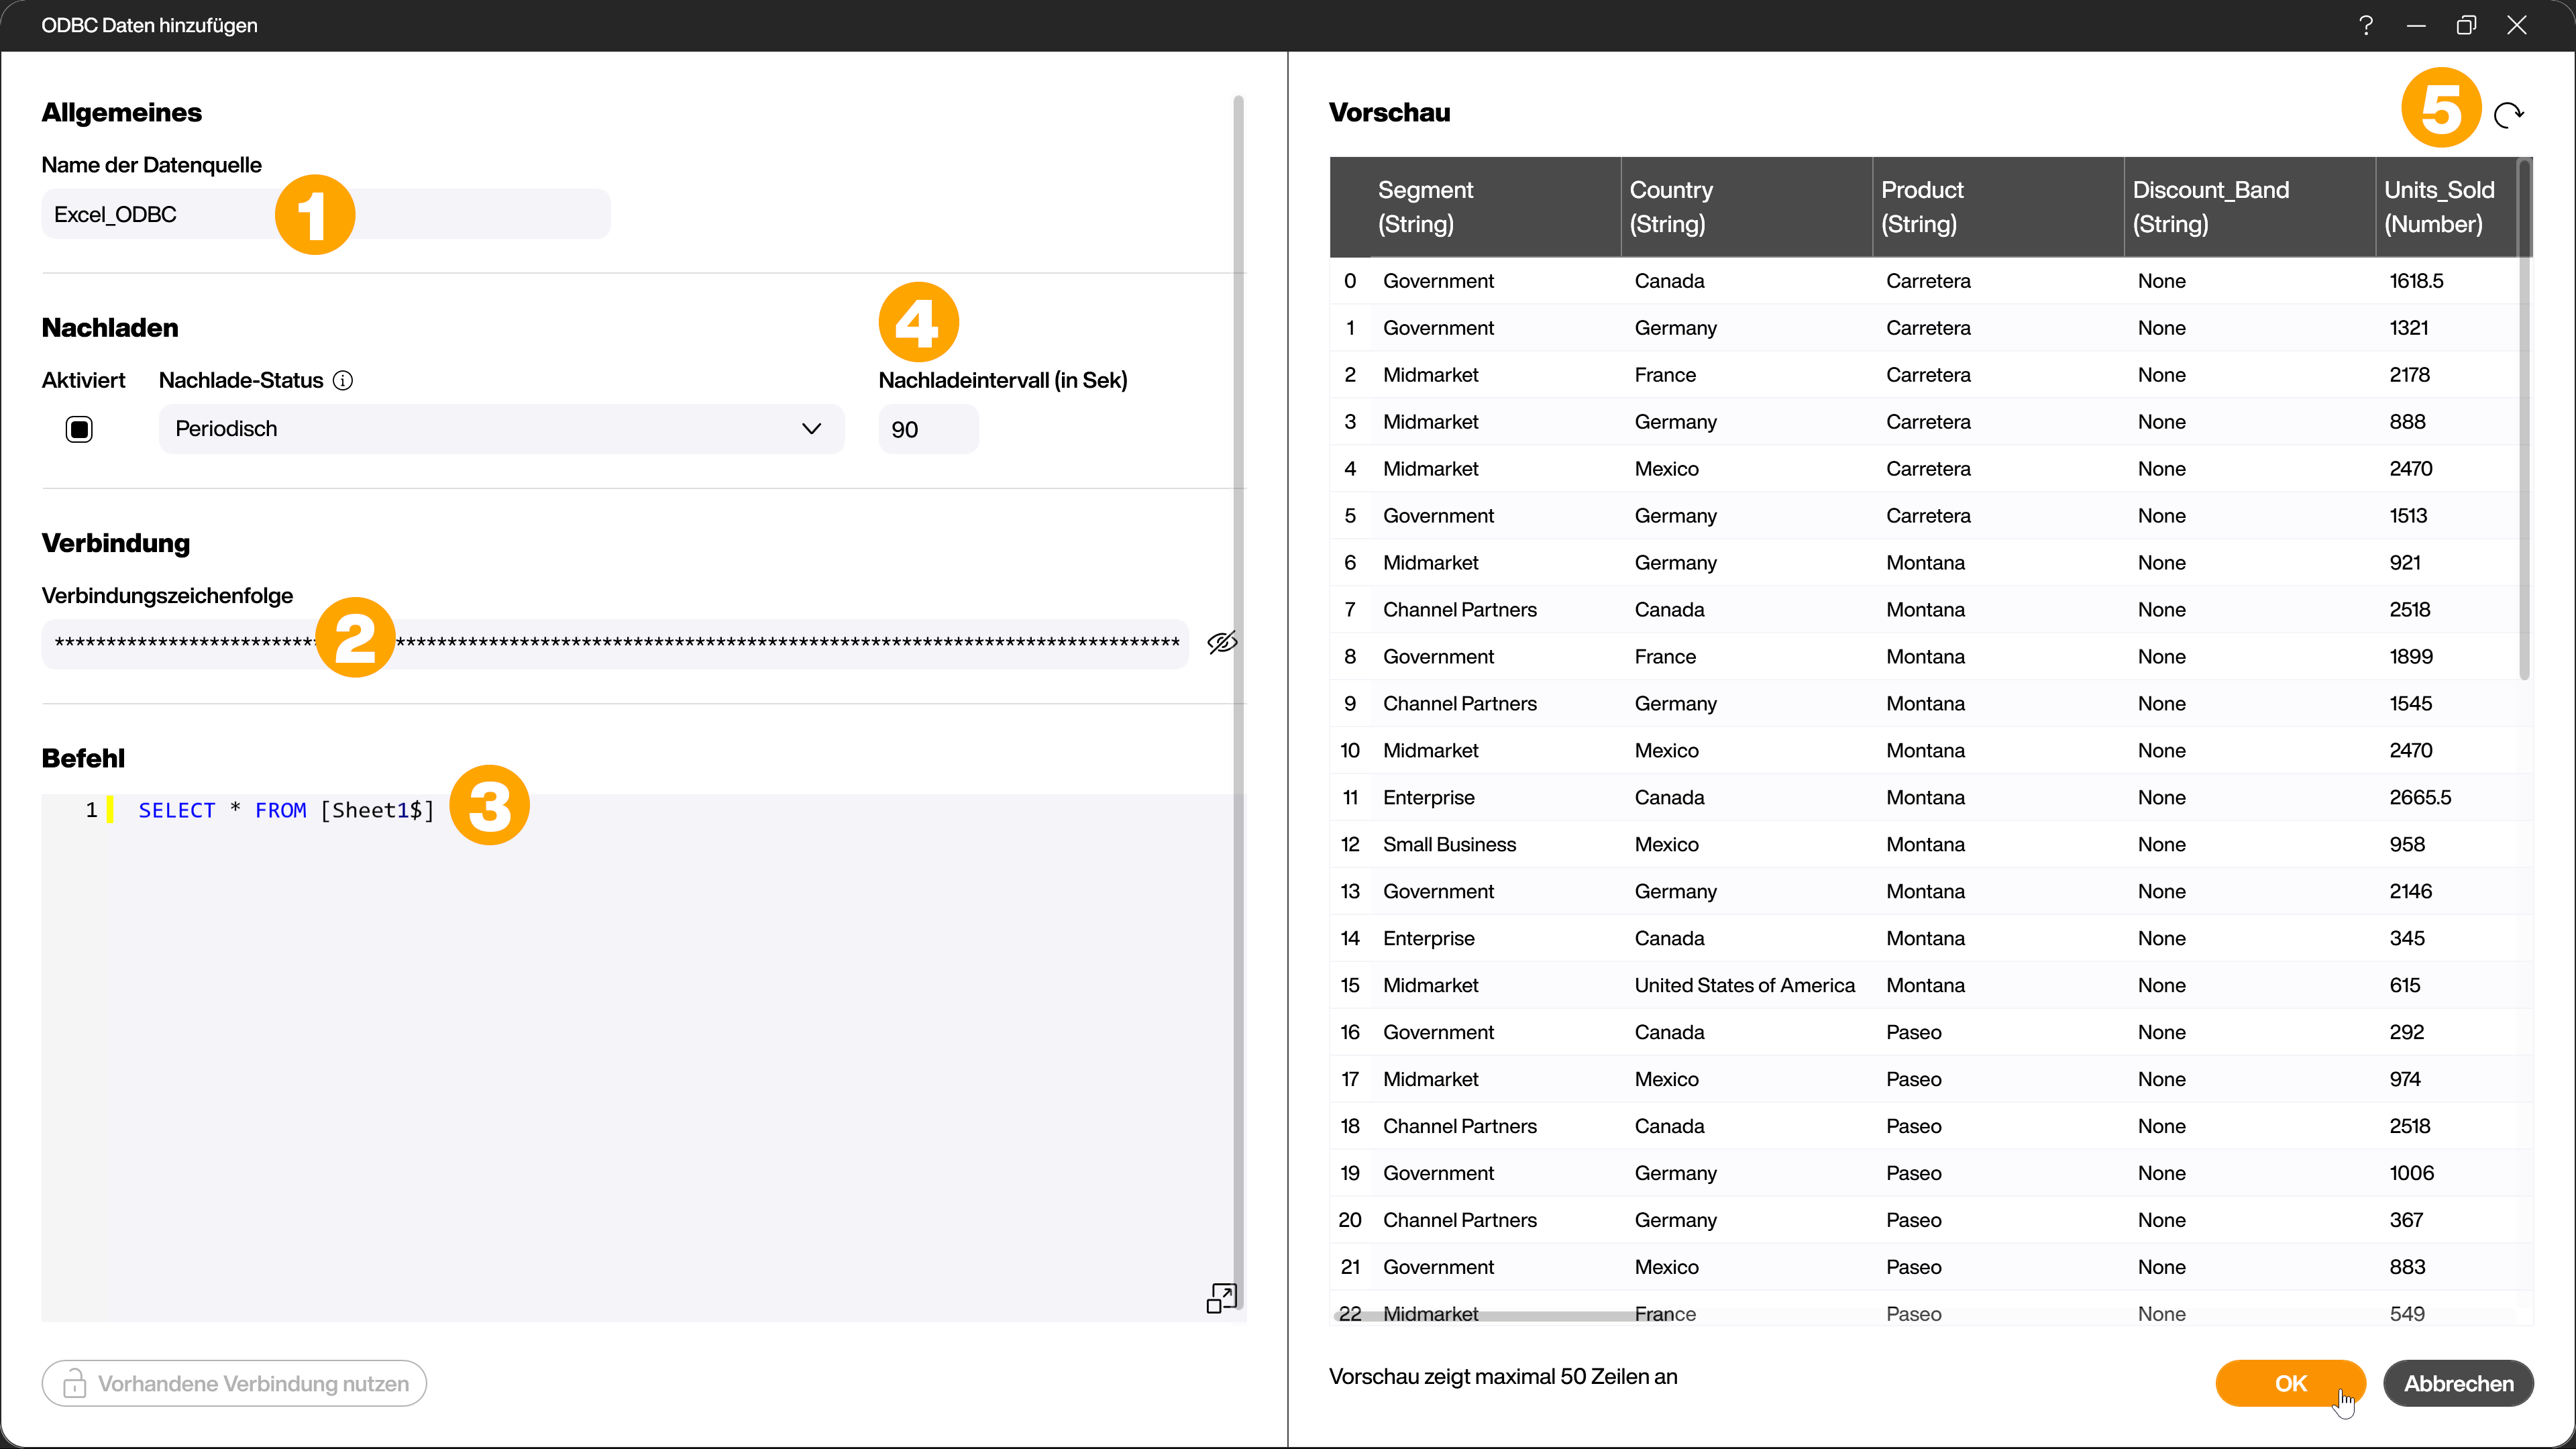 ODBC Daten hinzufügen
Allgemeines
Name der Datenquelle
Excel_ODBC
1
Nachladen
4
Aktiviert Nachlade-Status Nachladeintervall (in Sek)
Periodisch 90
Verbindung
Verbindungszeichenfolge
2
Befehl
1 SELECT * FROM [Sheet1$]
3
Vorhandene Verbindung nutzen
Vorschau
5
Segment Country Product Discount_Band Units_Sold
(String) (String) (String) (String) (Number)
0 Government Canada Carretera None 1618.5
1 Government Germany Carretera None 1321
2 Midmarket France Carretera None 2178
3 Midmarket Germany Carretera None 888
4 Midmarket Mexico Carretera None 2470
5 Government Germany Carretera None 1513
6 Midmarket Germany Montana None 921
7 Channel Partners Canada Montana None 2518
8 Government France Montana None 1899
9 Channel Partners Germany Montana None 1545
10 Midmarket Mexico Montana None 2470
11 Enterprise Canada Montana None 2665.5
12 Small Business Mexico Montana None 958
13 Government Germany Montana None 2146
14 Enterprise Canada Montana None 345
15 Midmarket United States of America Montana None 615
16 Government Canada Paseo None 292
17 Midmarket Mexico Paseo None 974
18 Channel Partners Canada Paseo None 2518
19 Government Germany Paseo None 1006
20 Channel Partners Germany Paseo None 367
21 Government Mexico Paseo None 883
22 Midmarket France Paseo None 549
Vorschau zeigt maximal 50 Zeilen an
OK Abbrechen